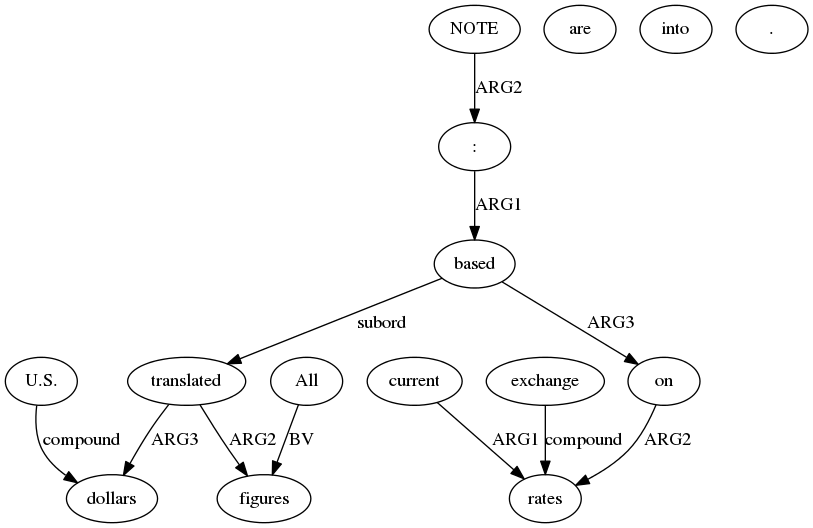 NOTE are into .
ARG2
:
ARG1
based
subord ARG3
U.S. translated All current exchange on
compound ARG3 ARG2 BV ARG1 compound ARG2
dollars figures rates